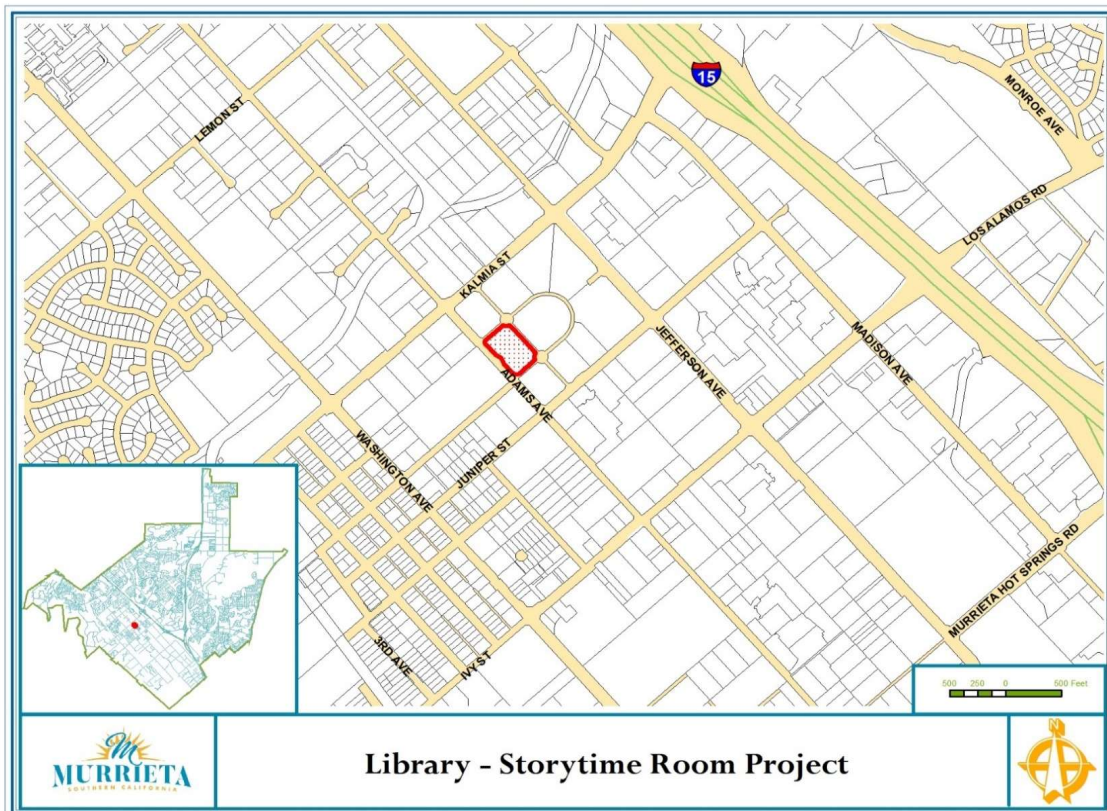 15
MONROE AVE
LEMON ST
LOS ALAMOS RD
KALMIA ST
JEFFERSON AVE
MADISON AVE
ADAMS AVE
WASHINGTON AVE
JUNIPER ST
MURRIETA HOT SPRINGS RD
3RD AVE
IVY ST
500 250 0 500 Feet
M
MURRIETA
SOUTHERN CALIFORNIA
Library - Storytime Room Project
N